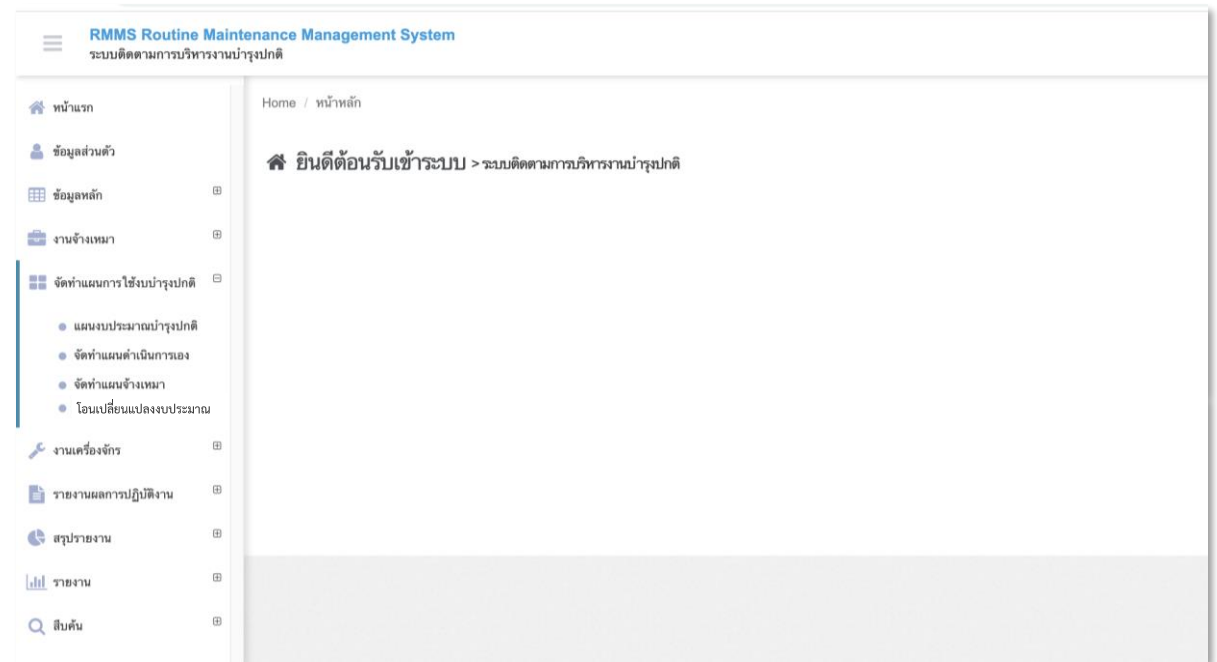 RMMS Routine Maintenance Management System
ระบบติดตามการบริหารงานบำรุงปกติ
หน้าแรก
ข้อมูลส่วนตัว
ข้อมูลหลัก
งานจ้างเหมา
จัดทำแผนการใช้งบบำรุงปกติ
แผนงบประมาณบำรุงปกติ
จัดทำแผนดำเนินการเอง
จัดทำแผนจ้างเหมา
โอนเปลี่ยนแปลงงบประมาณ
งานเครื่องจักร
รายงานผลการปฏิบัติงาน
สรุปรายงาน
รายงาน
สืบค้น
Home / หน้าหลัก
ยินดีต้อนรับเข้าระบบ > ระบบติดตามการบริหารงานบำรุงปกติ